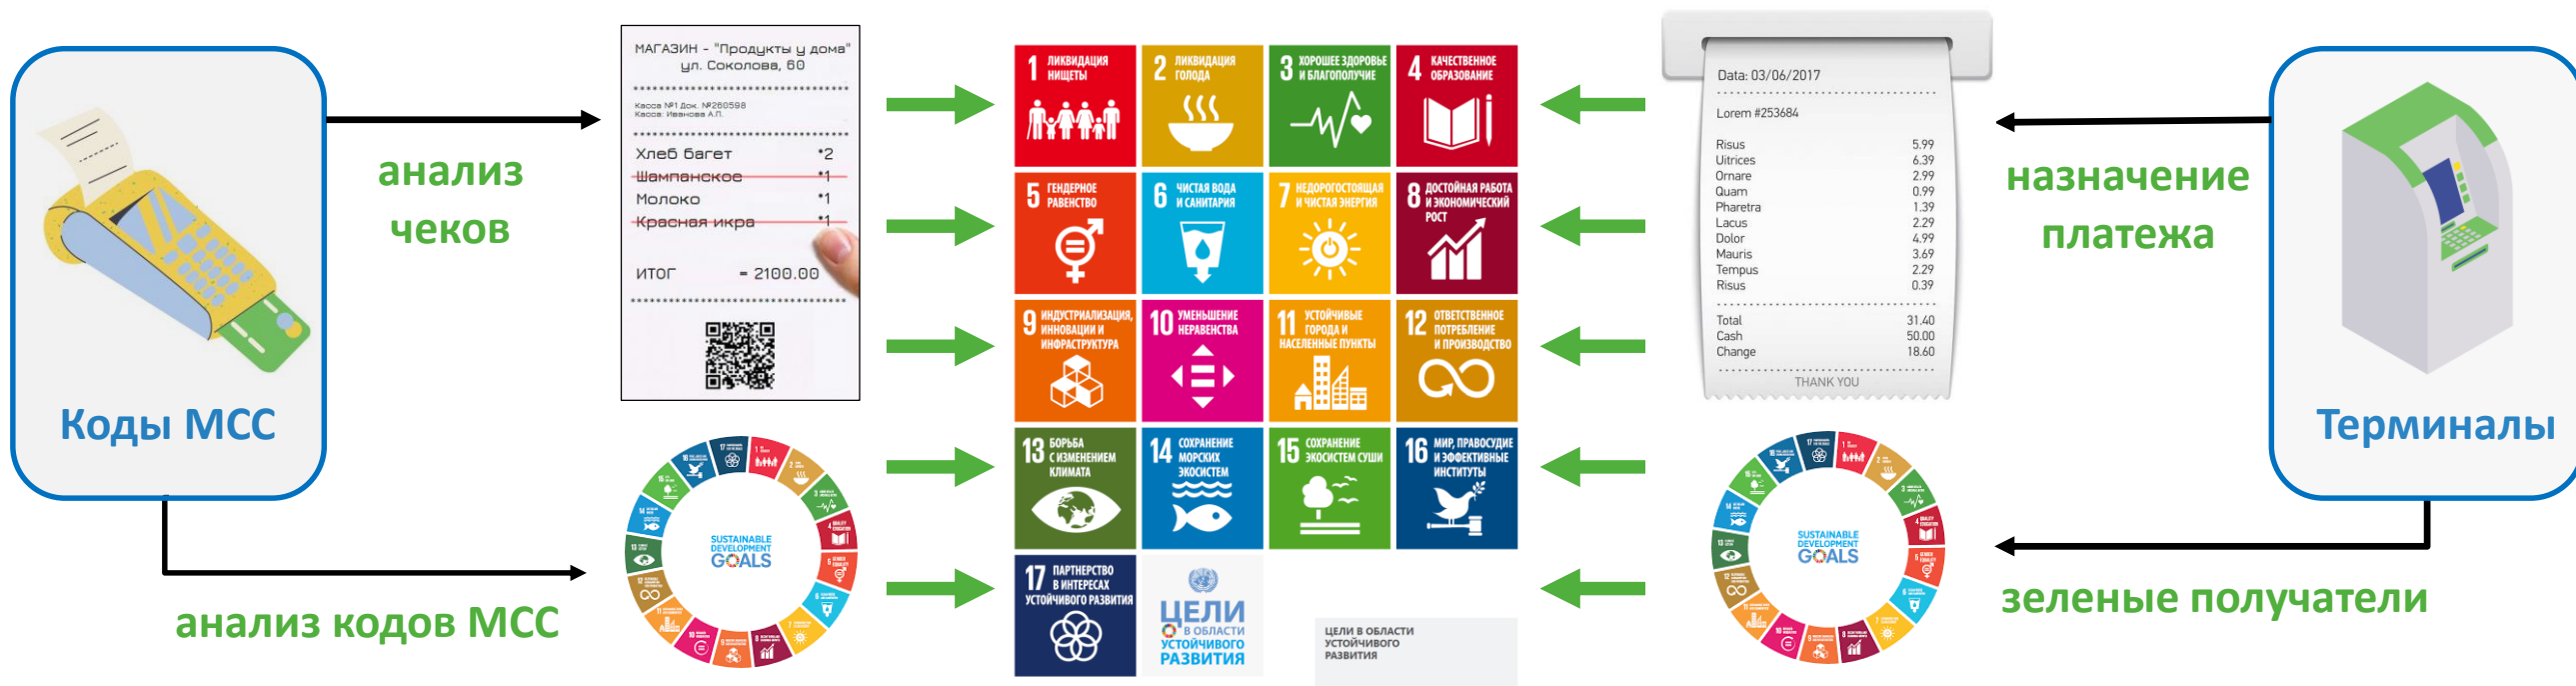 Коды МСС
анализ
чеков
анализ кодов МСС
МАГАЗИН - "Продукты у дома"
ул. Соколова, 60
Касса №1 Док. №260598
Касса: Иванова А.П.
Хлеб багет *2
Шампанское *1
Молоко *1
Красная икра *1
ИТОГ = 2100.00
SUSTAINABLE
DEVELOPMENT
GOALS
1 ЛИКВИДАЦИЯ
НИЩЕТЫ
2 ЛИКВИДАЦИЯ
ГОЛОДА
3 ХОРОШЕЕ ЗДОРОВЬЕ
И БЛАГОПОЛУЧИЕ
4 КАЧЕСТВЕННОЕ
ОБРАЗОВАНИЕ
5 ГЕНДЕРНОЕ
РАВЕНСТВО
6 ЧИСТАЯ ВОДА
И САНИТАРИЯ
7 НЕДОРОГОСТОЯЩАЯ
И ЧИСТАЯ ЭНЕРГИЯ
8 ДОСТОЙНАЯ РАБОТА
И ЭКОНОМИЧЕСКИЙ
РОСТ
9 ИНДУСТРИАЛИЗАЦИЯ,
ИННОВАЦИИ И
ИНФРАСТРУКТУРА
10 УМЕНЬШЕНИЕ
НЕРАВЕНСТВА
11 УСТОЙЧИВЫЕ
ГОРОДА И
НАСЕЛЕННЫЕ ПУНКТЫ
12 ОТВЕТСТВЕННОЕ
ПОТРЕБЛЕНИЕ
И ПРОИЗВОДСТВО
13 БОРЬБА
С ИЗМЕНЕНИЕМ
КЛИМАТА
14 СОХРАНЕНИЕ
МОРСКИХ
ЭКОСИСТЕМ
15 СОХРАНЕНИЕ
ЭКОСИСТЕМ СУШИ
16 МИР, ПРАВОСУДИЕ
И ЭФФЕКТИВНЫЕ
ИНСТИТУТЫ
17 ПАРТНЕРСТВО
В ИНТЕРЕСАХ
УСТОЙЧИВОГО РАЗВИТИЯ
ЦЕЛИ
В ОБЛАСТИ
УСТОЙЧИВОГО
РАЗВИТИЯ
ЦЕЛИ В ОБЛАСТИ
УСТОЙЧИВОГО
РАЗВИТИЯ
Data: 03/06/2017
Lorem #253684
Risus 5.99
Uitrices 6.39
Ornare 2.99
Quam 0.99
Pharetra 1.39
Lacus 2.29
Dolor 4.99
Mauris 3.69
Tempus 2.29
Risus 0.39
Total 31.40
Cash 50.00
Change 18.60
THANK YOU
SUSTAINABLE
DEVELOPMENT
GOALS
назначение
платежа
Терминалы
зеленые получатели